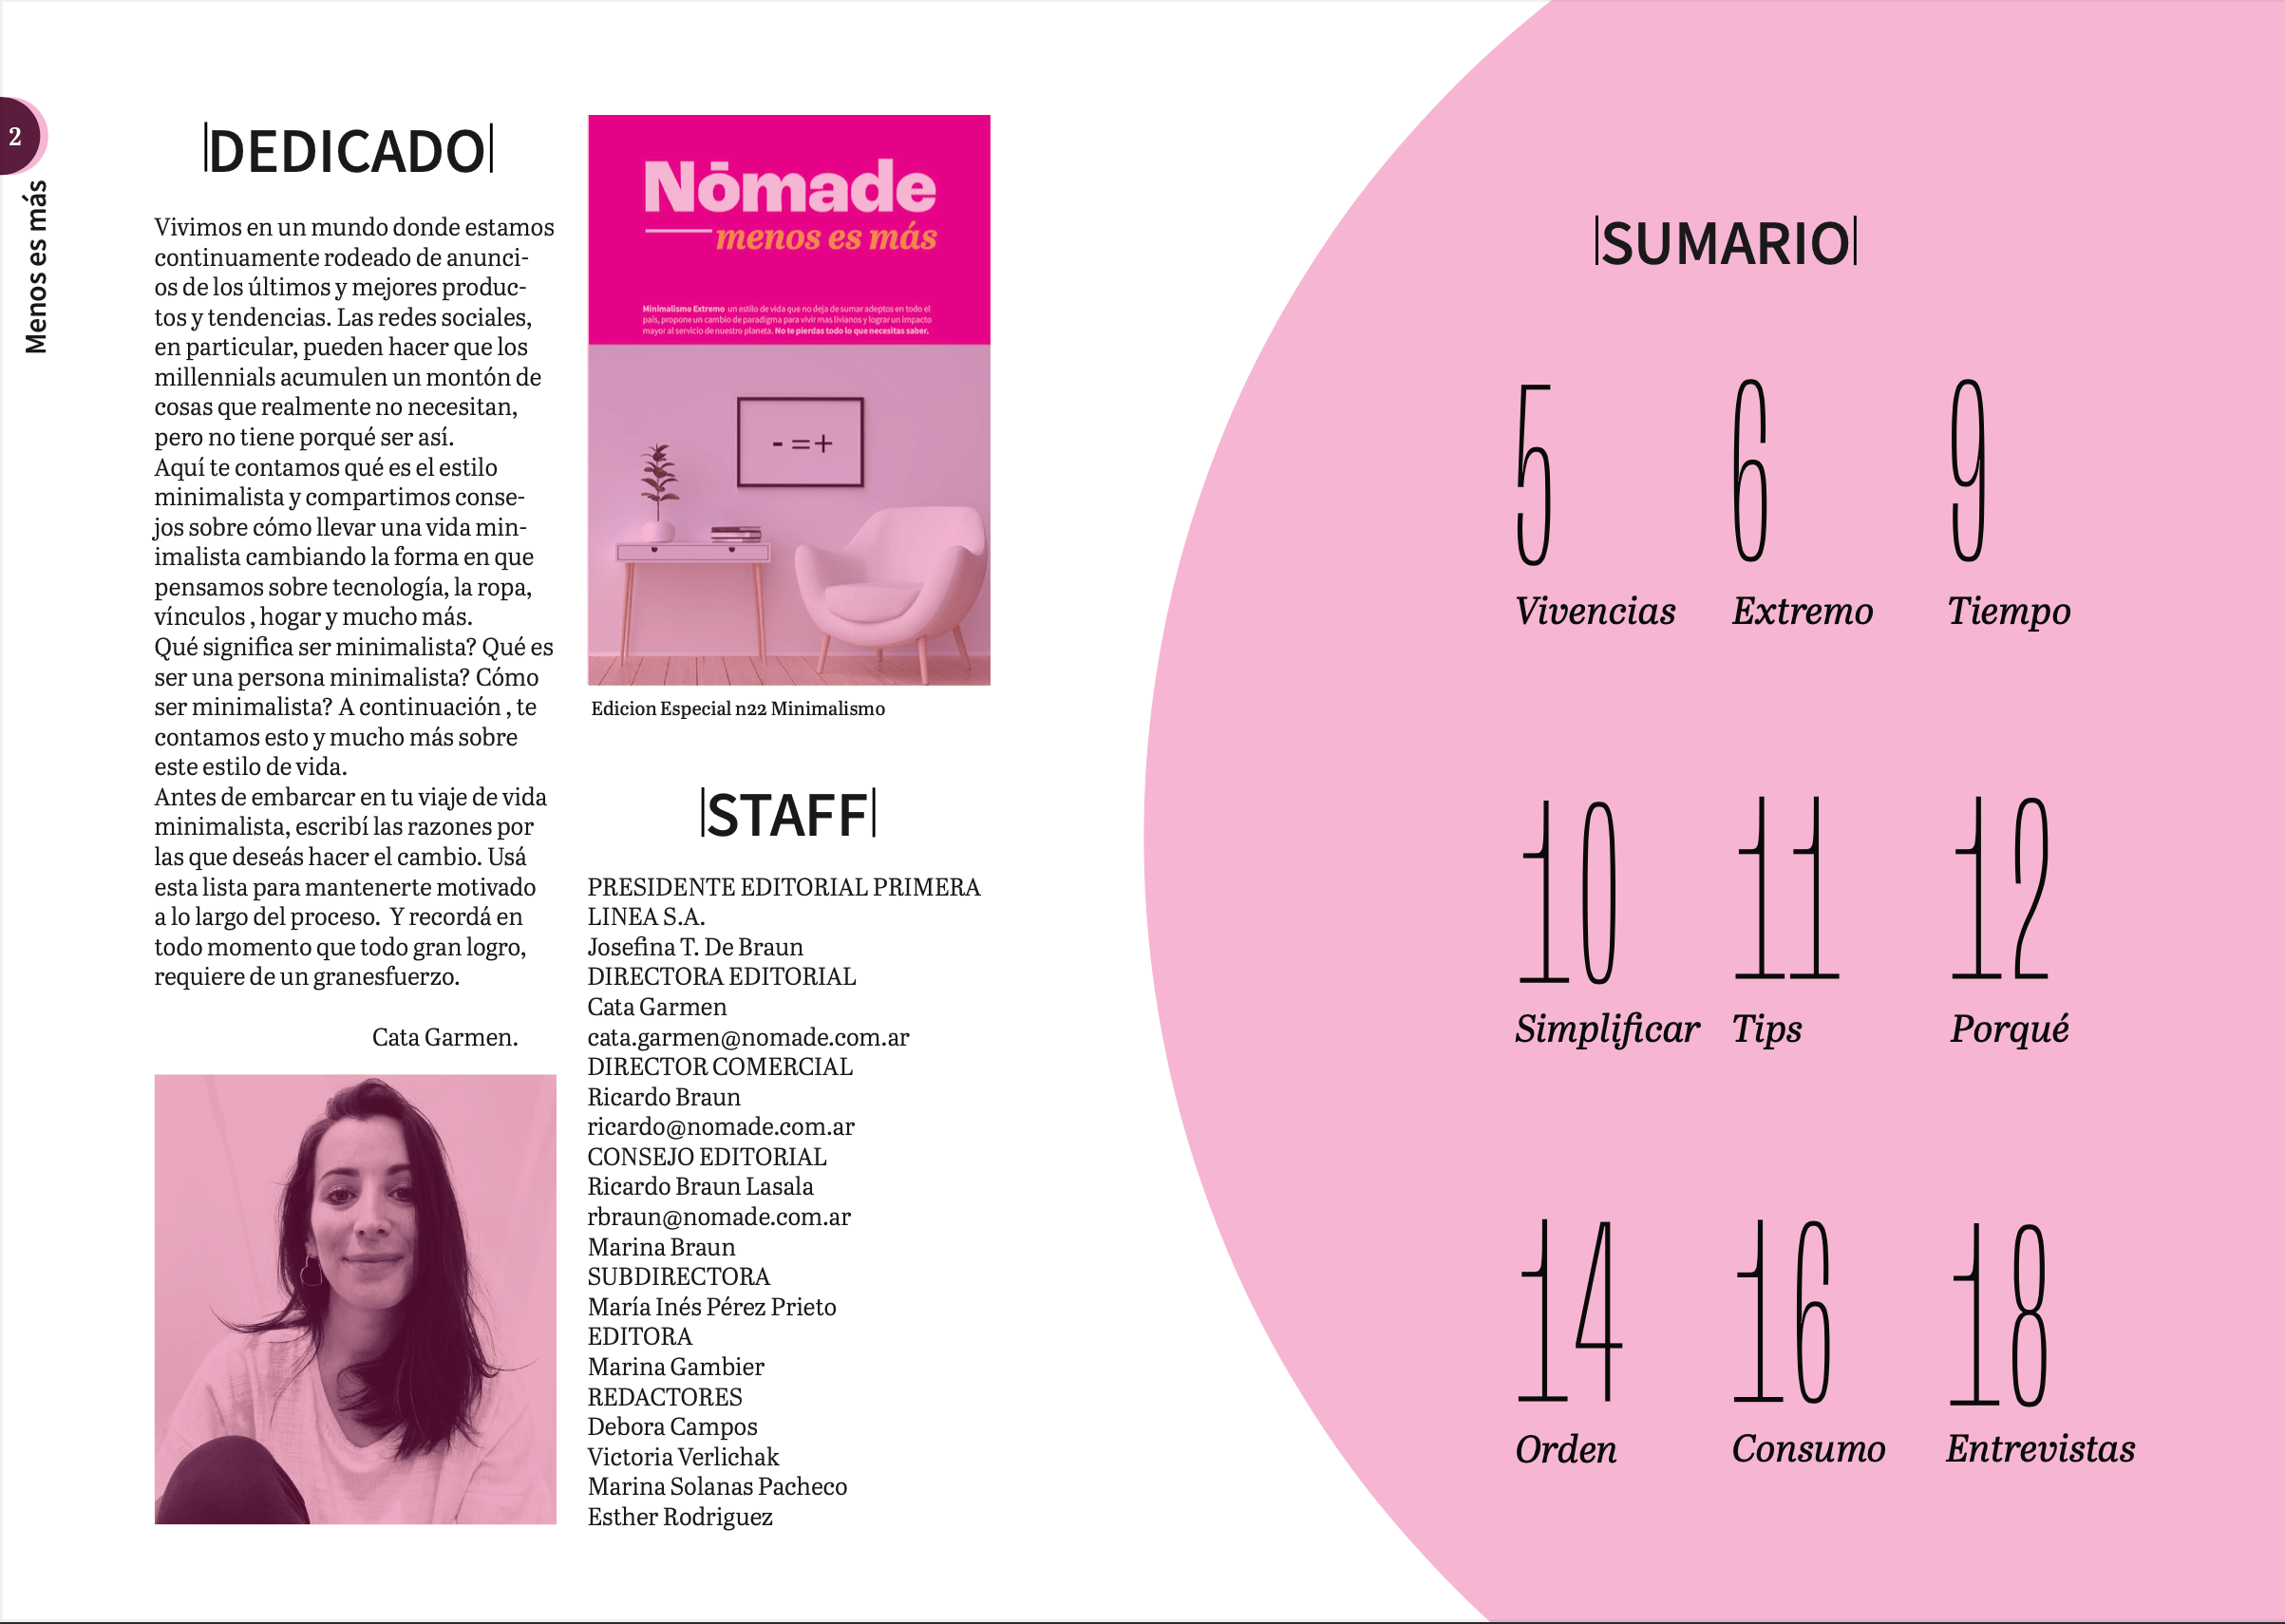 2
Menos es más
|DEDICADO|
Vivimos en un mundo donde estamos
continuamente rodeado de anunci-
os de los últimos y mejores produc-
tos y tendencias. Las redes sociales,
en particular, pueden hacer que los
millennials acumulen un montón de
cosas que realmente no necesitan,
pero no tiene porqué ser así.
Aquí te contamos qué es el estilo
minimalista y compartimos conse-
jos sobre cómo llevar una vida min-
imalista cambiando la forma en que
pensamos sobre tecnología, la ropa,
vínculos , hogar y mucho más.
Qué significa ser minimalista? Qué es
ser una persona minimalista? Cómo
ser minimalista? A continuación , te
contamos esto y mucho más sobre
este estilo de vida.
Antes de embarcar en tu viaje de vida
minimalista, escribí las razones por
las que deseás hacer el cambio. Usá
esta lista para mantenerte motivado
a lo largo del proceso.  Y recordá en
todo momento que todo gran logro,
requiere de un granesfuerzo.
Cata Garmen.
Nōmade
menos es más
Minimalismo Extremo un estilo de vida que no deja de sumar adeptos en todo el
país, propone un cambio de paradigma para vivir mas livianos y lograr un impacto
mayor al servicio de nuestro planeta. No te pierdas todo lo que necesitas saber.
- = +
Edicion Especial n22 Minimalismo
|STAFF|
PRESIDENTE EDITORIAL PRIMERA
LINEA S.A.
Josefina T. De Braun
DIRECTORA EDITORIAL
Cata Garmen
cata.garmen@nomade.com.ar
DIRECTOR COMERCIAL
Ricardo Braun
ricardo@nomade.com.ar
CONSEJO EDITORIAL
Ricardo Braun Lasala
rbraun@nomade.com.ar
Marina Braun
SUBDIRECTORA
María Inés Pérez Prieto
EDITORA
Marina Gambier
REDACTORES
Debora Campos
Victoria Verlichak
Marina Solanas Pacheco
Esther Rodriguez
|SUMARIO|
5 6 9
Vivencias Extremo Tiempo
10 11 12
Simplificar Tips Porqué
14 16 18
Orden Consumo Entrevistas